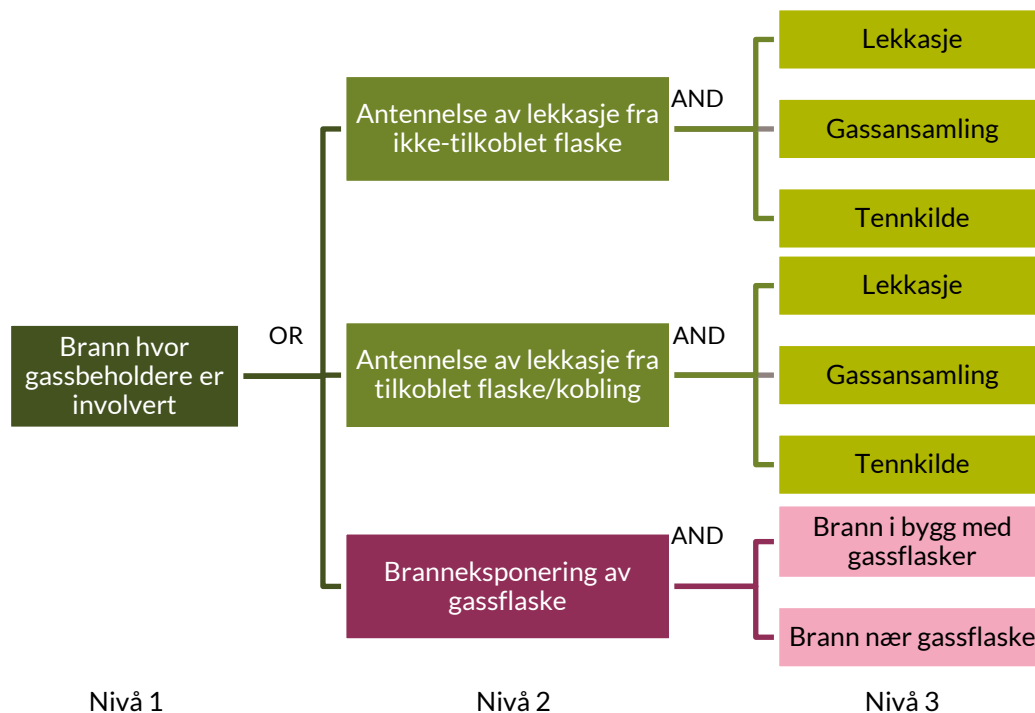 Brann hvor
gassbeholdere er
involvert
OR
Antennelse av lekkasje fra
ikke-tilkoblet flaske
AND
Lekkasje
Gassansamling
Tennkilde
Antennelse av lekkasje fra
tilkoblet flaske/kobling
AND
Lekkasje
Gassansamling
Tennkilde
Branneksponering av
gassflaske
AND
Brann i bygg med
gassflasker
Brann nær gassflaske
Nivå 1
Nivå 2
Nivå 3